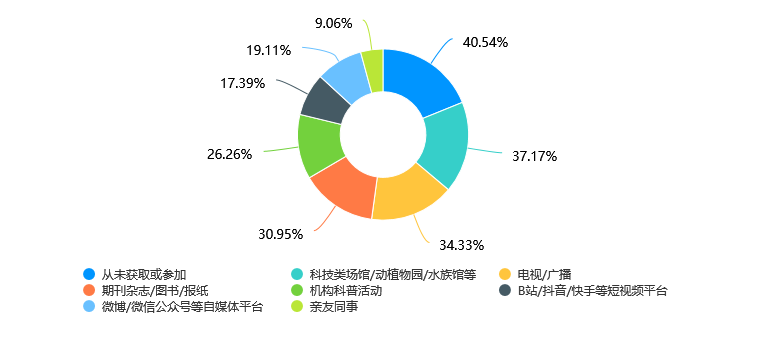 9.06%
40.54%
19.11%
17.39%
26.26%
37.17%
30.95%
34.33%
从未获取或参加 科技类场馆/动植物园/水族馆等 电视/广播
期刊杂志/图书/报纸 机构科普活动 B站/抖音/快手等短视频平台
微博/微信公众号等自媒体平台 亲友同事